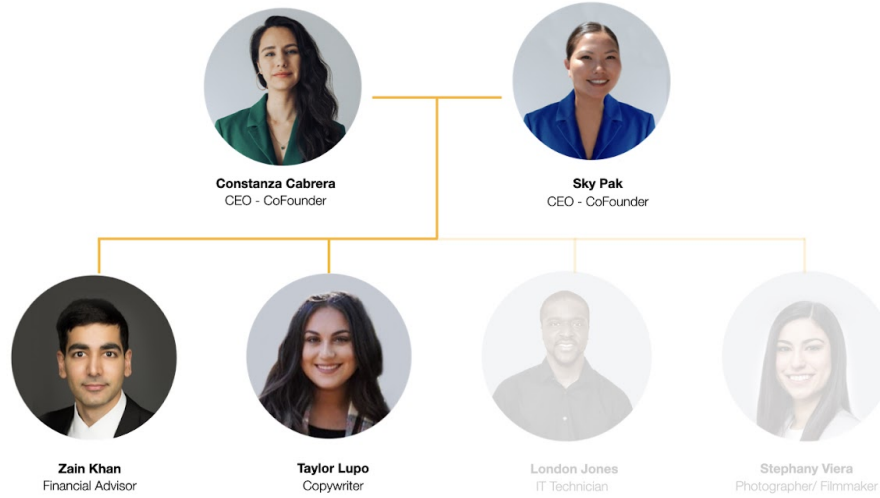 Constanza Cabrera
CEO - CoFounder
Sky Pak
CEO - CoFounder
Zain Khan
Financial Advisor
Taylor Lupo
Copywriter
London Jones
IT Technician
Stephany Viera
Photographer/ Filmmaker